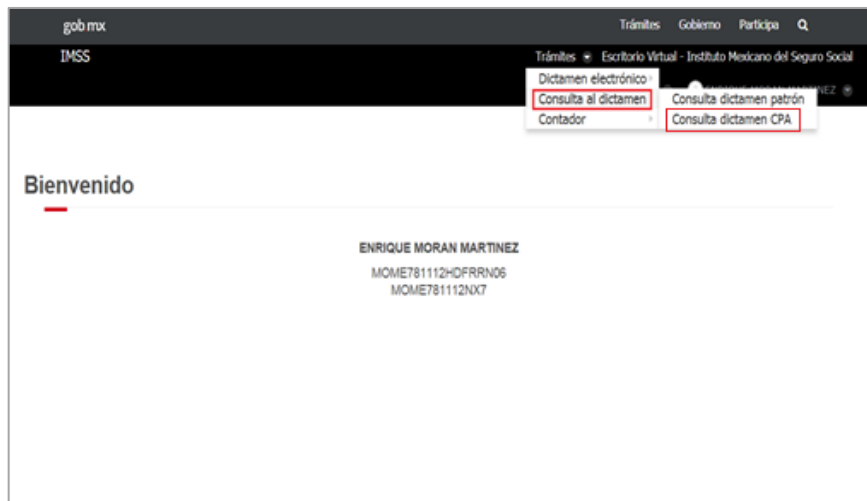 gob mx Trámites Gobierno Participa
IMSS Trámites Escritorio Virtual - Instituto Mexicano del Seguro Social
Dictamen electrónico
Consulta al dictamen Consulta dictamen patrón
Contador Consulta dictamen CPA
Bienvenido
ENRIQUE MORAN MARTINEZ
MOME781112HDFRRN06
MOME781112NX7